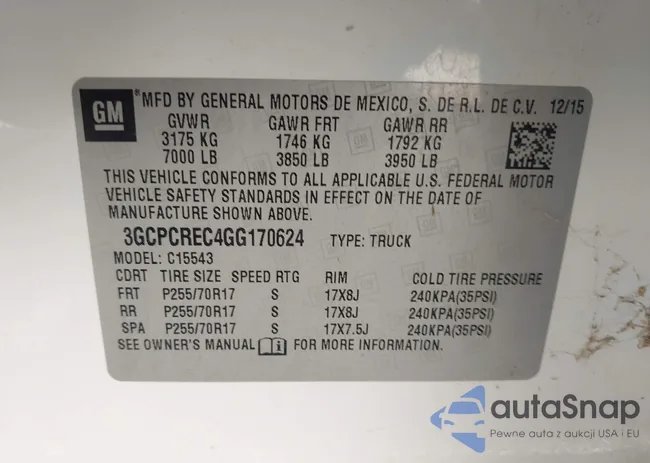 GM
®MFD BY GENERAL MOTORS DE MEXICO, S. DE R.L. DE C.V. 12/15
GVWR GAWR FRT GAWR RR
3175 KG 1746 KG 1792 KG
7000 LB 3850 LB 3950 LB
THIS VEHICLE CONFORMS TO ALL APPLICABLE U.S. FEDERAL MOTOR
VEHICLE SAFETY STANDARDS IN EFFECT ON THE DATE OF
MANUFACTURE SHOWN ABOVE.
3GCPCREC4GG170624 TYPE: TRUCK
MODEL: C15543
CDRT TIRE SIZE SPEED RTG RIM COLD TIRE PRESSURE
FRT P255/70R17 S 17X8J 240KPA(35PSI)
RR P255/70R17 S 17X8J 240KPA(35PSI)
SPA P255/70R17 S 17X7.5J 240KPA(35PSI)
SEE OWNER'S MANUAL FOR MORE INFORMATION.
autaSnap
Pewne auta z aukcji USA i EU